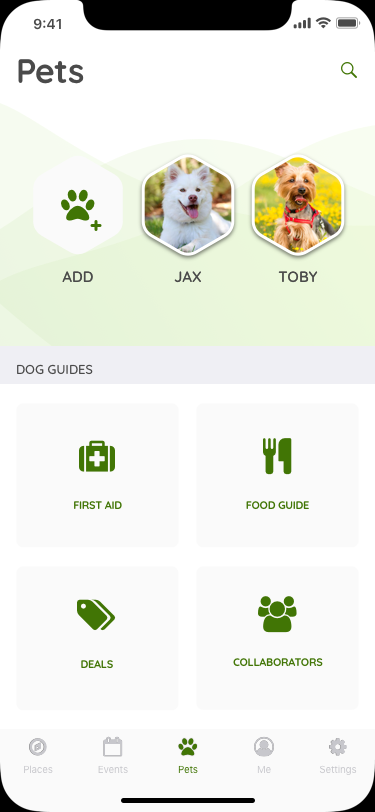 9:41
Pets
ADD
JAX
TOBY
DOG GUIDES
FIRST AID
FOOD GUIDE
DEALS
COLLABORATORS
Places
Events
Pets
Me
Settings